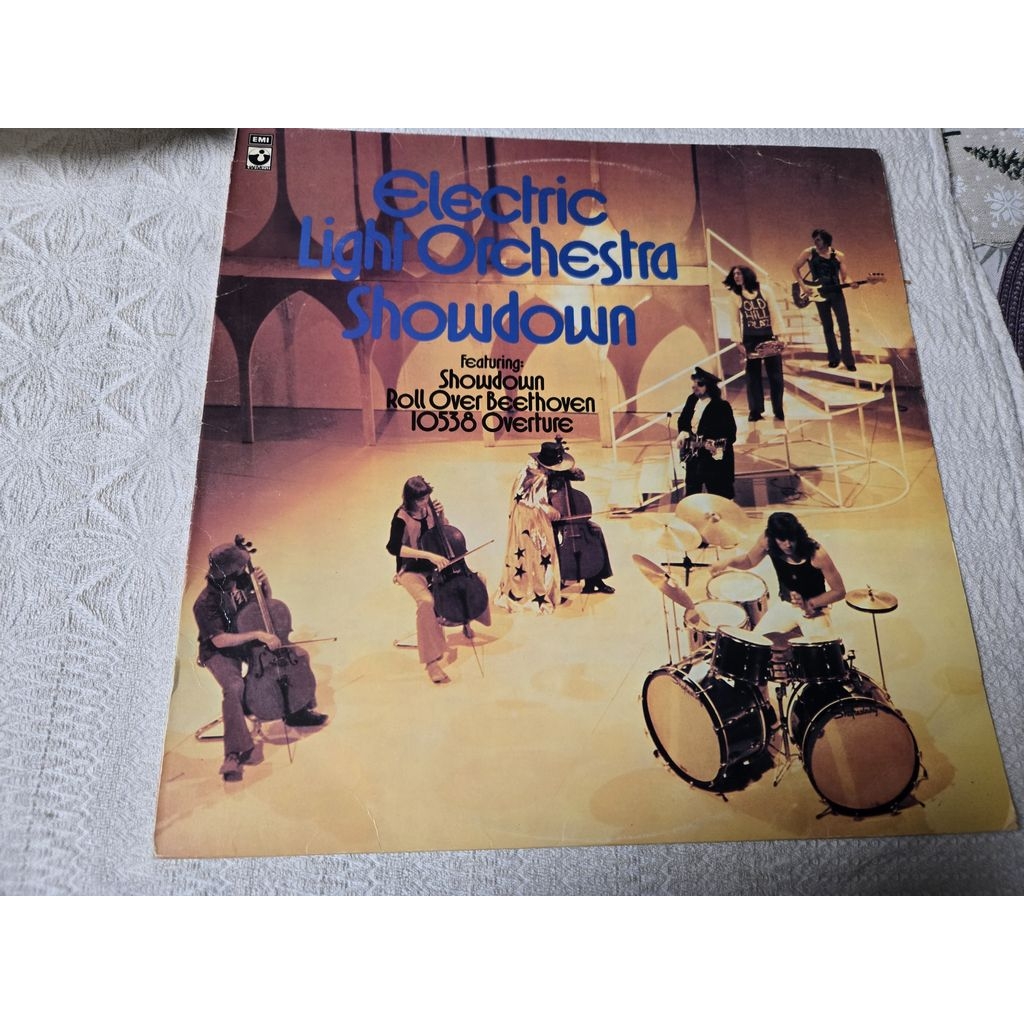 EMI
Electric
Light Orchestra
Showdown
Featuring:
Showdown
Roll Over Beethoven
10538 Overture
OLD
HILL